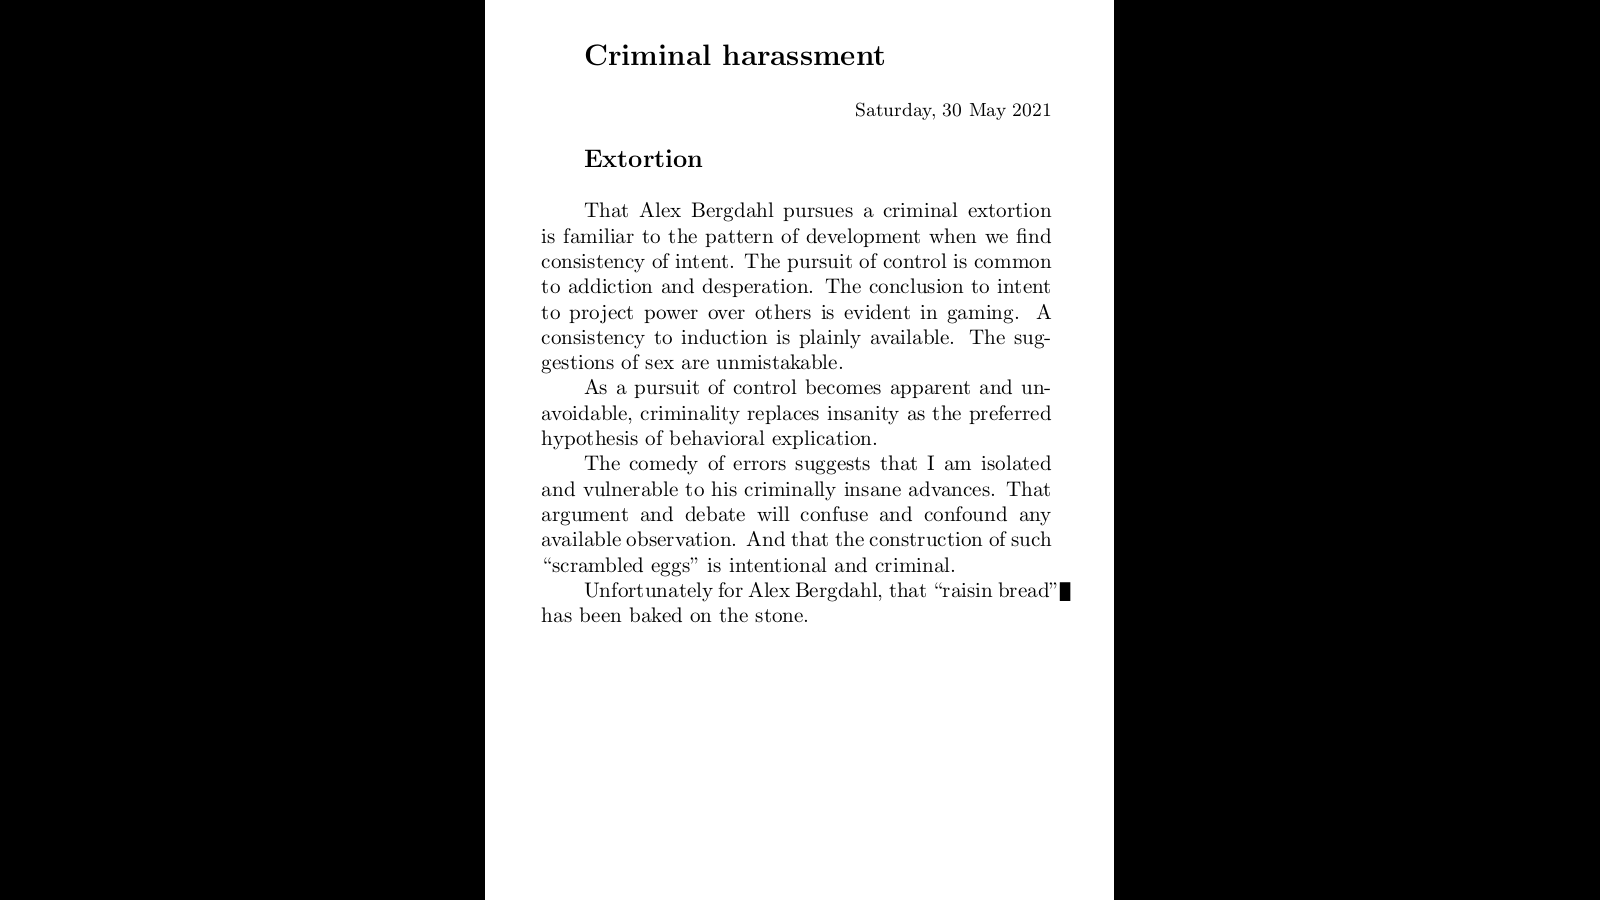 Criminal harassment
Saturday, 30 May 2021
Extortion
That Alex Bergdahl pursues a criminal extortion
is familiar to the pattern of development when we find
consistency of intent. The pursuit of control is common
to addiction and desperation. The conclusion to intent
to project power over others is evident in gaming. A
consistency to induction is plainly available. The sug-
gestions of sex are unmistakable.
As a pursuit of control becomes apparent and un-
avoidable, criminality replaces insanity as the preferred
hypothesis of behavioral explication.
The comedy of errors suggests that I am isolated
and vulnerable to his criminally insane advances. That
argument and debate will confuse and confound any
available observation. And that the construction of such
“scrambled eggs” is intentional and criminal.
Unfortunately for Alex Bergdahl, that “raisin bread”
has been baked on the stone.